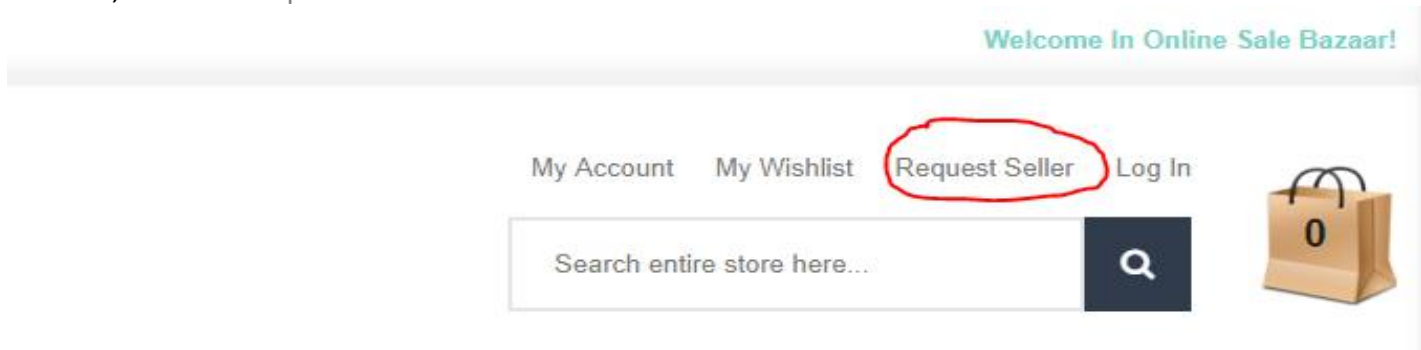 Welcome In Online Sale Bazaar!
My Account My Wishlist Request Seller Log In
Search entire store here...
0